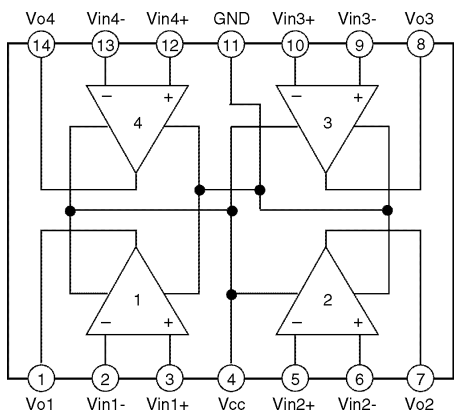 Vo4 Vin4- Vin4+ GND Vin3+ Vin3- Vo3
14 13 12 11 10 9 8
− + − +
4 3
1 2
− + − +
1 2 3 4 5 6 7
Vo1 Vin1- Vin1+ Vcc Vin2+ Vin2- Vo2